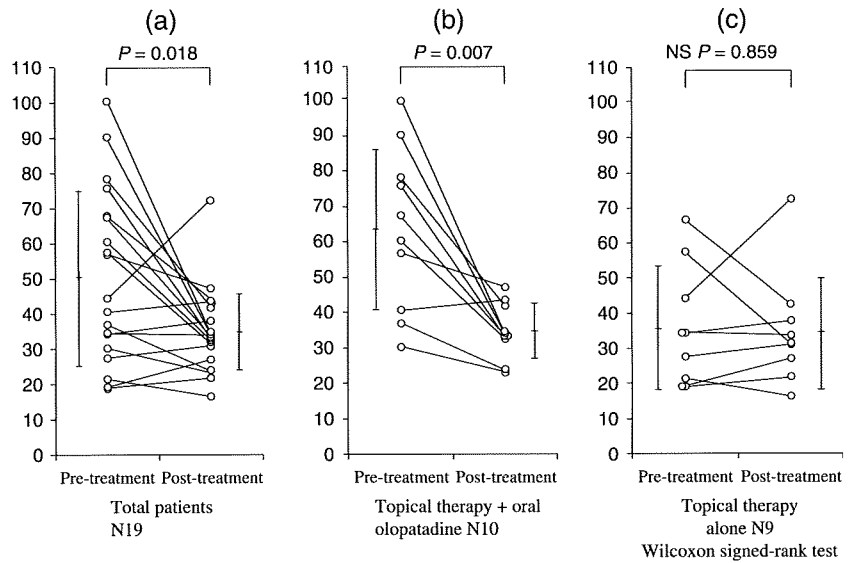 (a)
P = 0.018
110
100
90
80
70
60
50
40
30
20
10
0
Pre-treatment Post-treatment
Total patients
N19
(b)
P = 0.007
110
100
90
80
70
60
50
40
30
20
10
0
Pre-treatment Post-treatment
Topical therapy + oral
olopatadine N10
(c)
NS P = 0.859
110
100
90
80
70
60
50
40
30
20
10
0
Pre-treatment Post-treatment
Topical therapy
alone N9
Wilcoxon signed-rank test